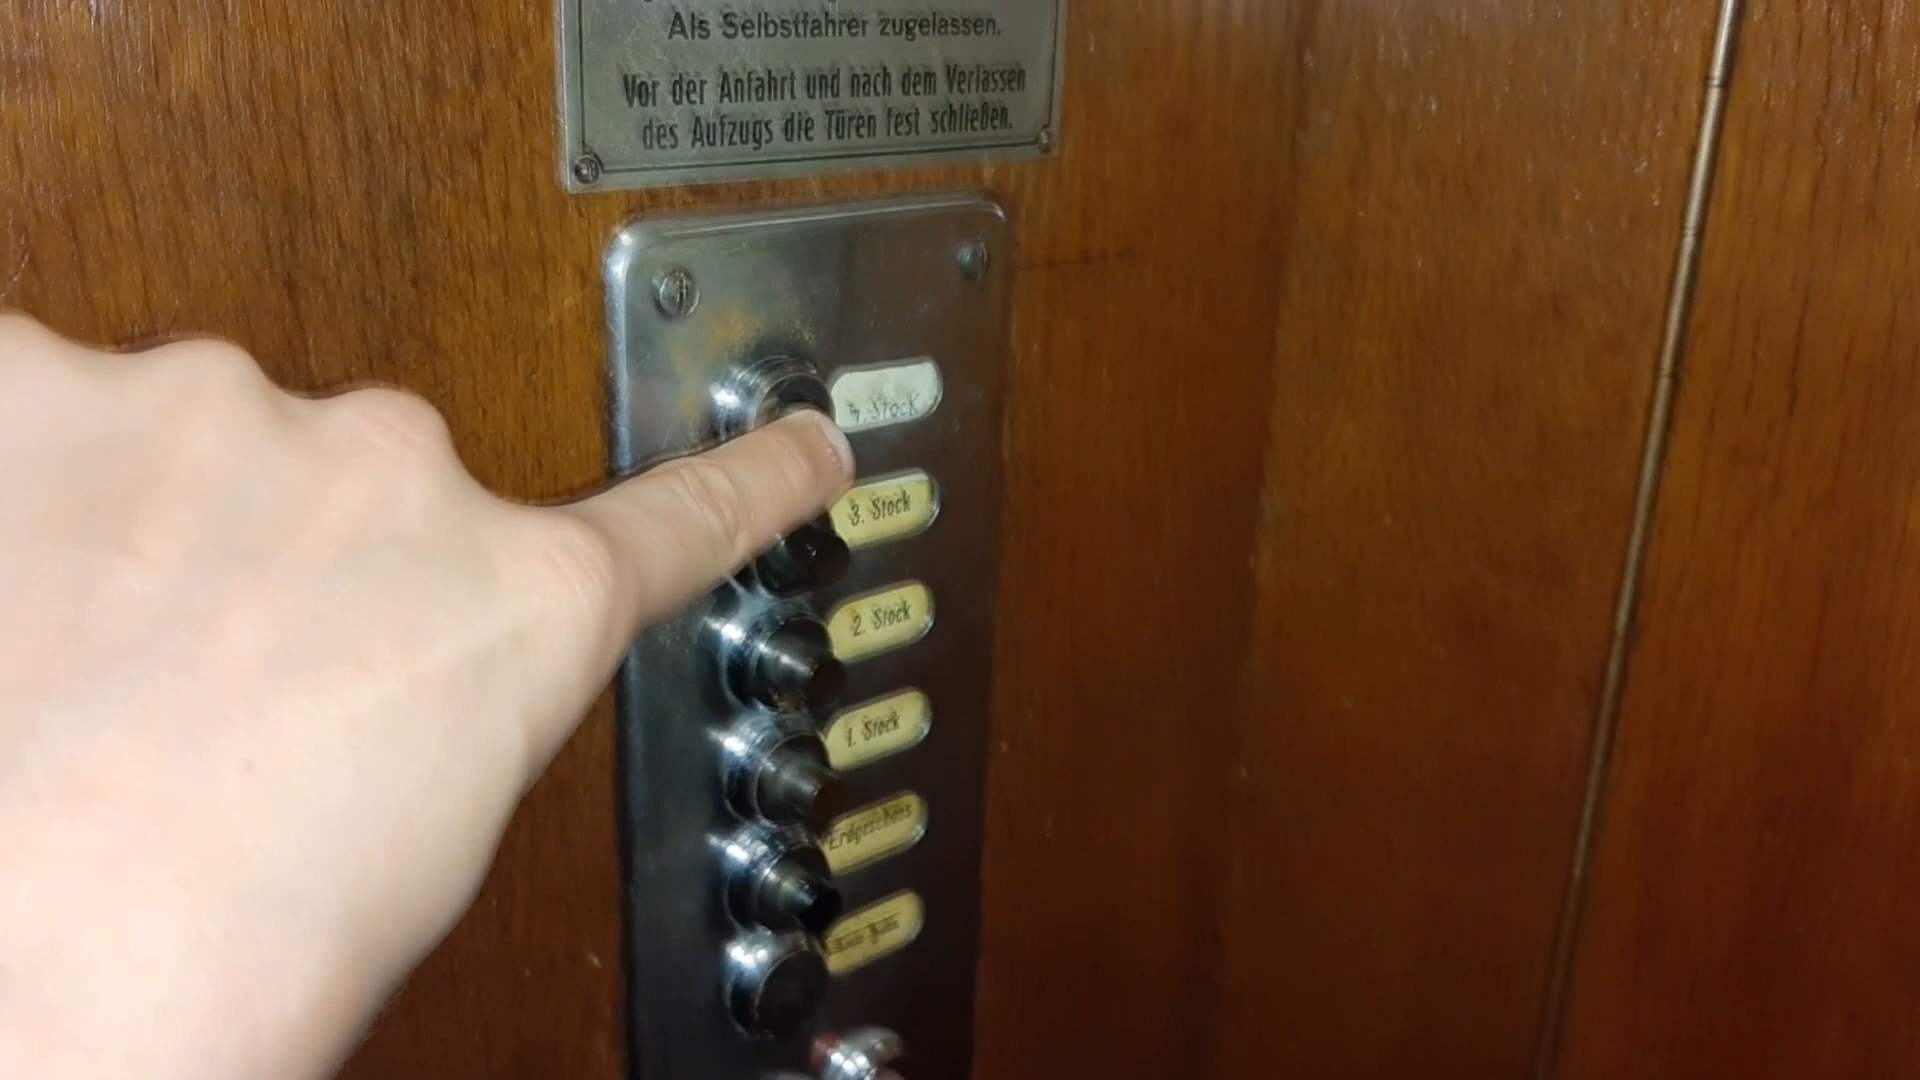 Als Selbstfahrer zugelassen.
Vor der Anfahrt und nach dem Verlassen
des Aufzugs die Türen fest schließen.
4. Stock
3. Stock
2. Stock
1. Stock
Erdgeschoss